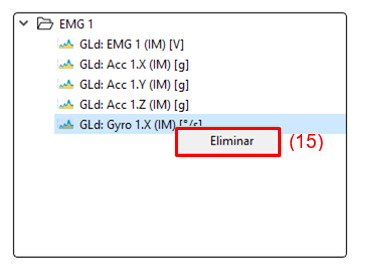 EMG 1
GLd: EMG 1 (IM) [V]
GLd: Acc 1.X (IM) [g]
GLd: Acc 1.Y (IM) [g]
GLd: Acc 1.Z (IM) [g]
GLd: Gyro 1.X (IM) [°/s]
Eliminar (15)